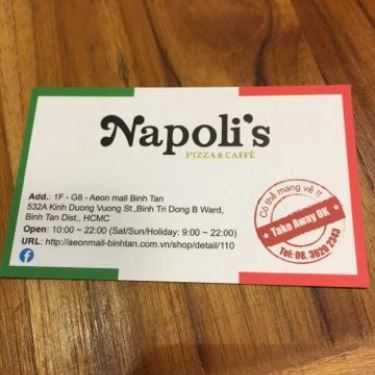 Napoli's
PIZZA & CAFFÉ
Add.: 1F - G8 - Aeon mall Binh Tan
532A Kinh Duong Vuong St.,Binh Tri Dong B Ward,
Binh Tan Dist., HCMC
Open: 10:00 ~ 22:00 (Sat/Sun/Holiday: 9:00 ~ 22:00)
URL: http://aeonmall-binhtan.com.vn/shop/detail/110
Có thể mang về !!
Take Away OK
Tel: 08. 3620 2343